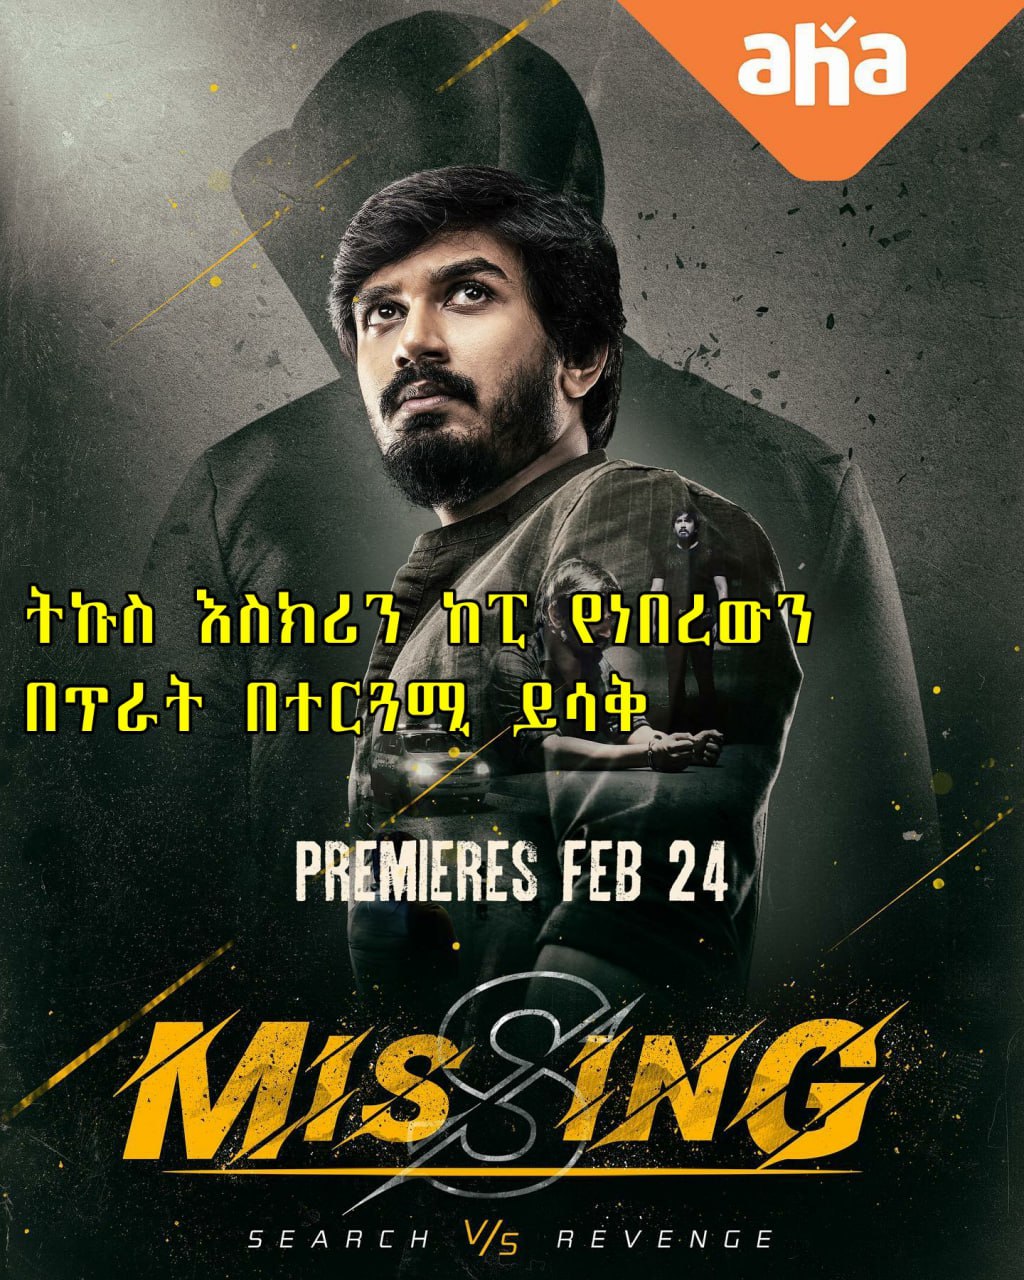 aha
ትኩስ እስክሪን ከፒ የነበረውን
በጥራት በተርጓሚ ይሳቅ
PREMIERES FEB 24
MISSING
SEARCH V/S REVENGE